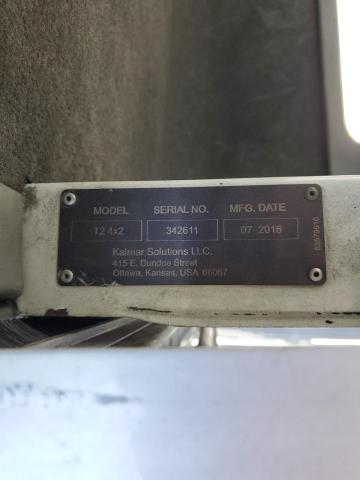 MODEL SERIAL NO. MFG. DATE
T2 4x2 342611 07 2016
Kalmar Solutions LLC.
415 E. Dundee Street
Ottawa, Kansas, USA 66067